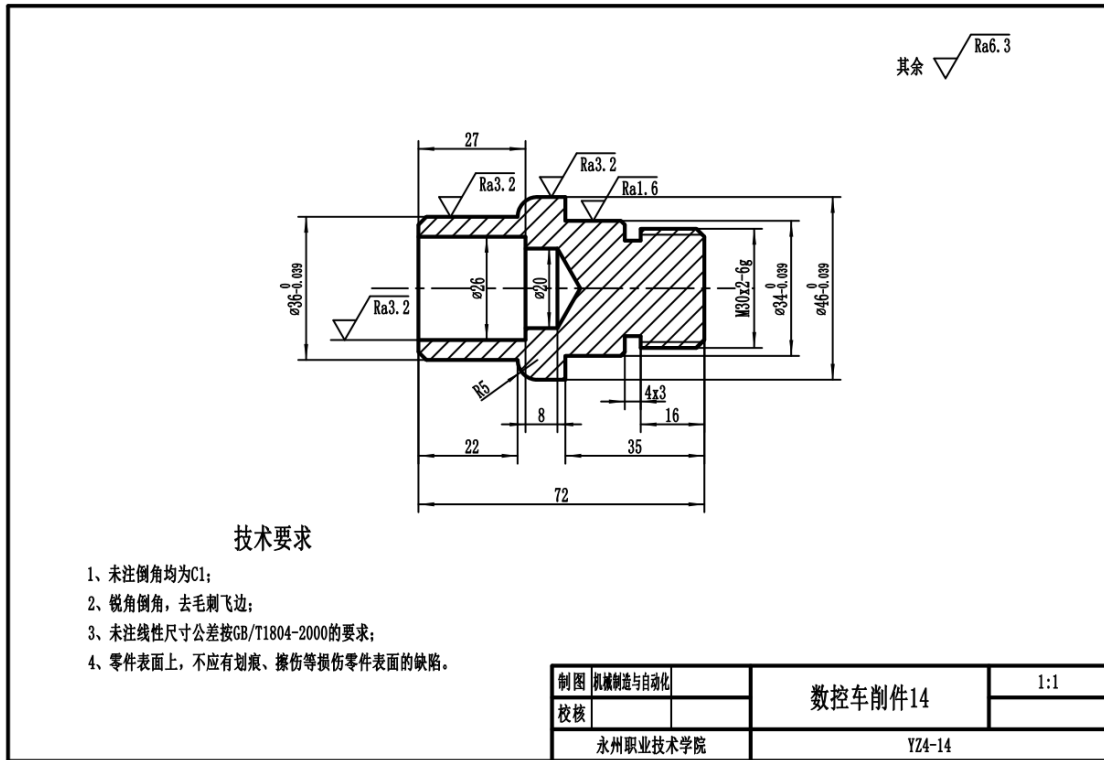 其余 Ra6.3
27
Ra3.2
Ra3.2
Ra1.6
ø36 0 -0.039
ø26
ø20
M30x2-6g
ø34 0 -0.039
ø46 0 -0.039
Ra3.2
R5
4x3
8
16
22
35
72
技术要求
1、未注倒角均为C1；
2、锐角倒角，去毛刺飞边；
3、未注线性尺寸公差按GB/T1804-2000的要求；
4、零件表面上，不应有划痕、擦伤等损伤零件表面的缺陷。
制图 机械制造与自动化 数控车削件14 1:1
校核
永州职业技术学院 YZ4-14